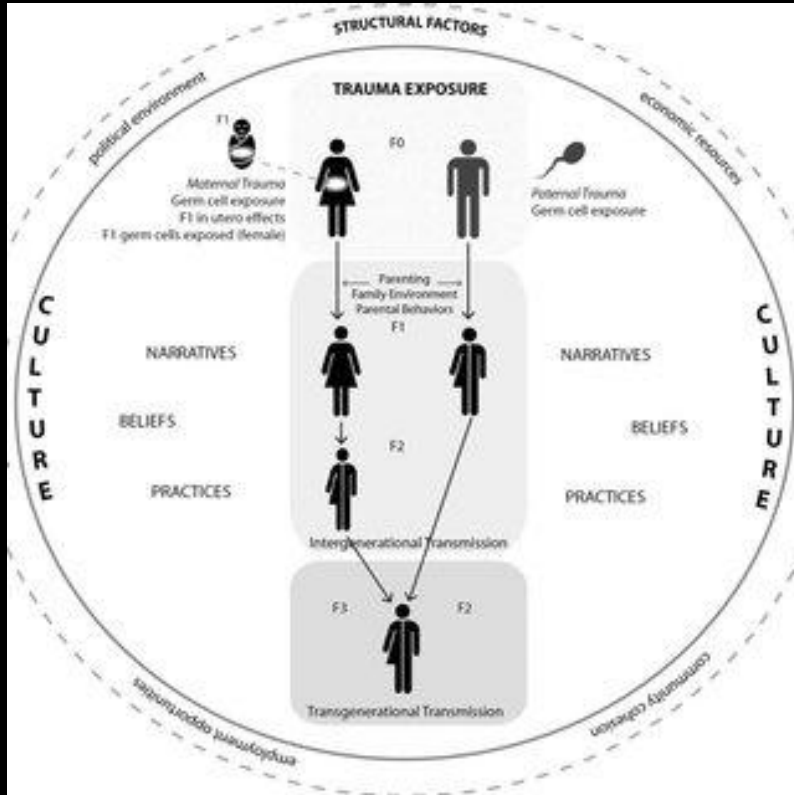 STRUCTURAL FACTORS
political environment
economic resources
TRAUMA EXPOSURE
F1
F0
Maternal Trauma
Germ cell exposure
F1 in utero effects
F1 germ cells exposed (female)
Paternal Trauma
Germ cell exposure
Parenting
Family Environment
Parental Behaviors
F1
CULTURE
NARRATIVES
BELIEFS
PRACTICES
F2
Intergenerational Transmission
NARRATIVES
BELIEFS
PRACTICES
CULTURE
F3
F2
Transgenerational Transmission
employment opportunities
community cohesion